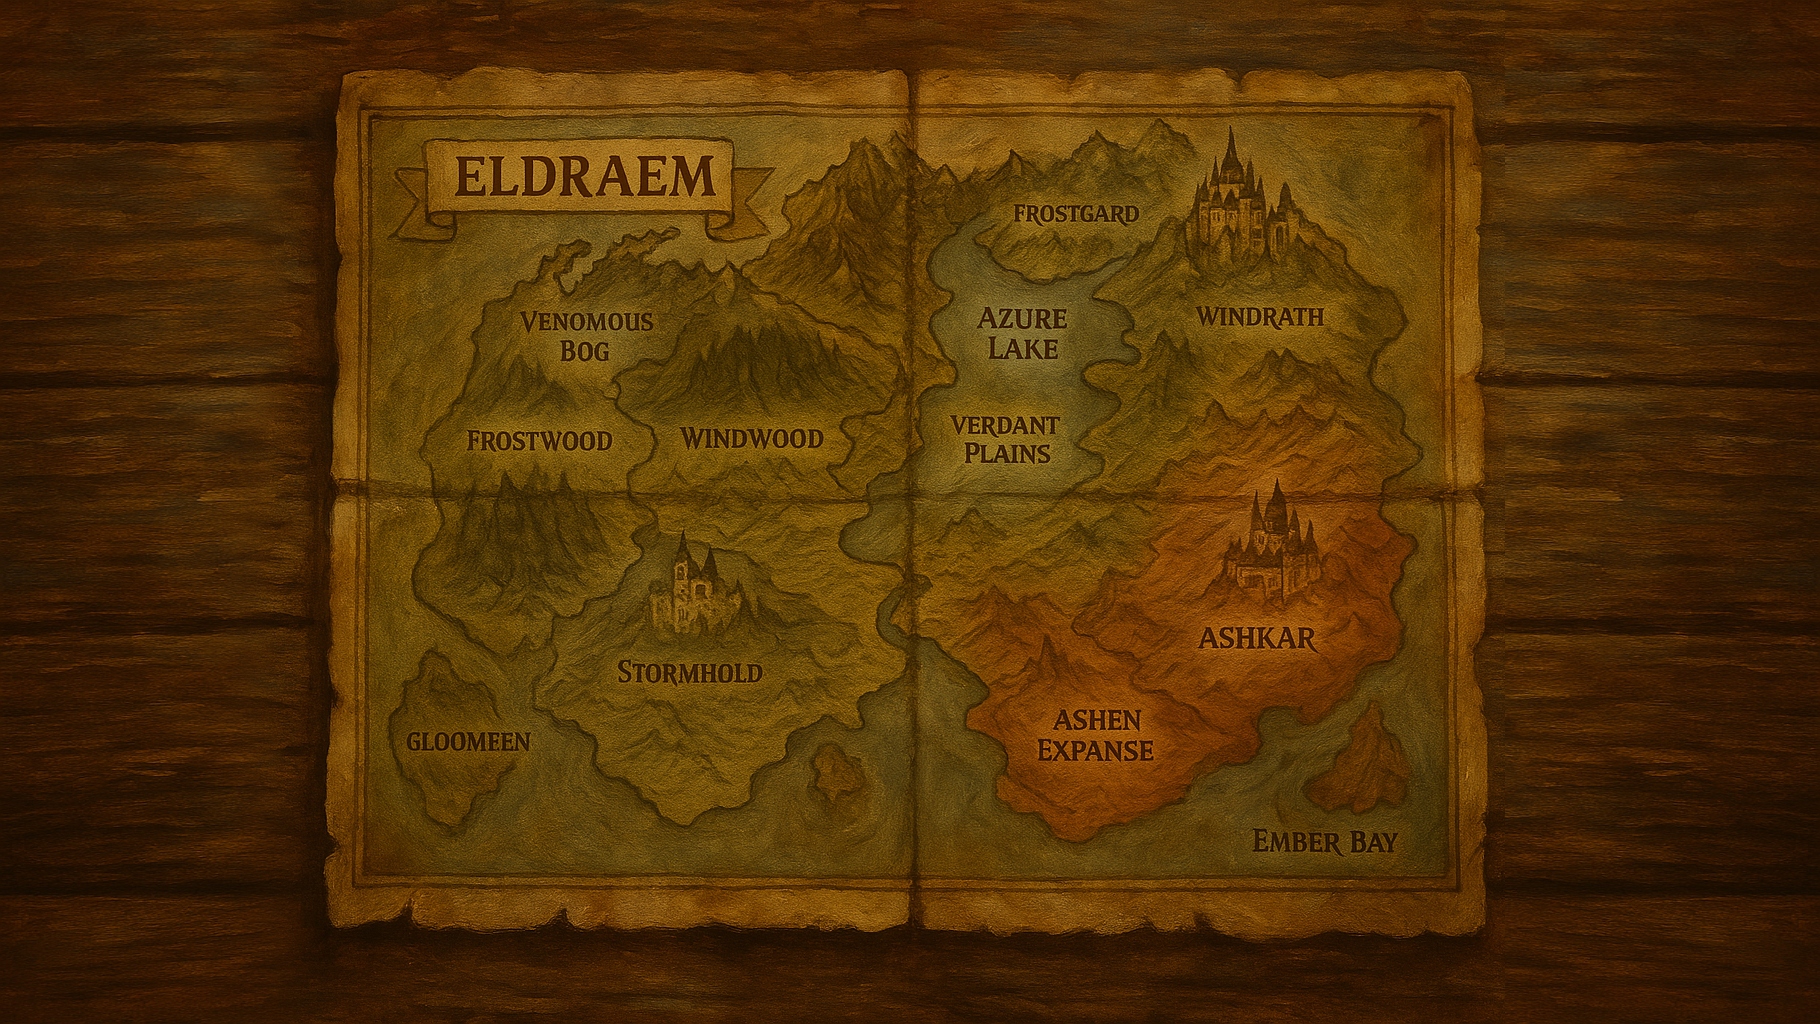 ELDRAEM
FROSTGARD
VENOMOUS
BOG
AZURE
LAKE
WINDRATH
FROSTWOOD
WINDWOOD
VERDANT
PLAINS
STORMHOLD
ASHKAR
GLOOMEEN
ASHEN
EXPANSE
EMBER BAY